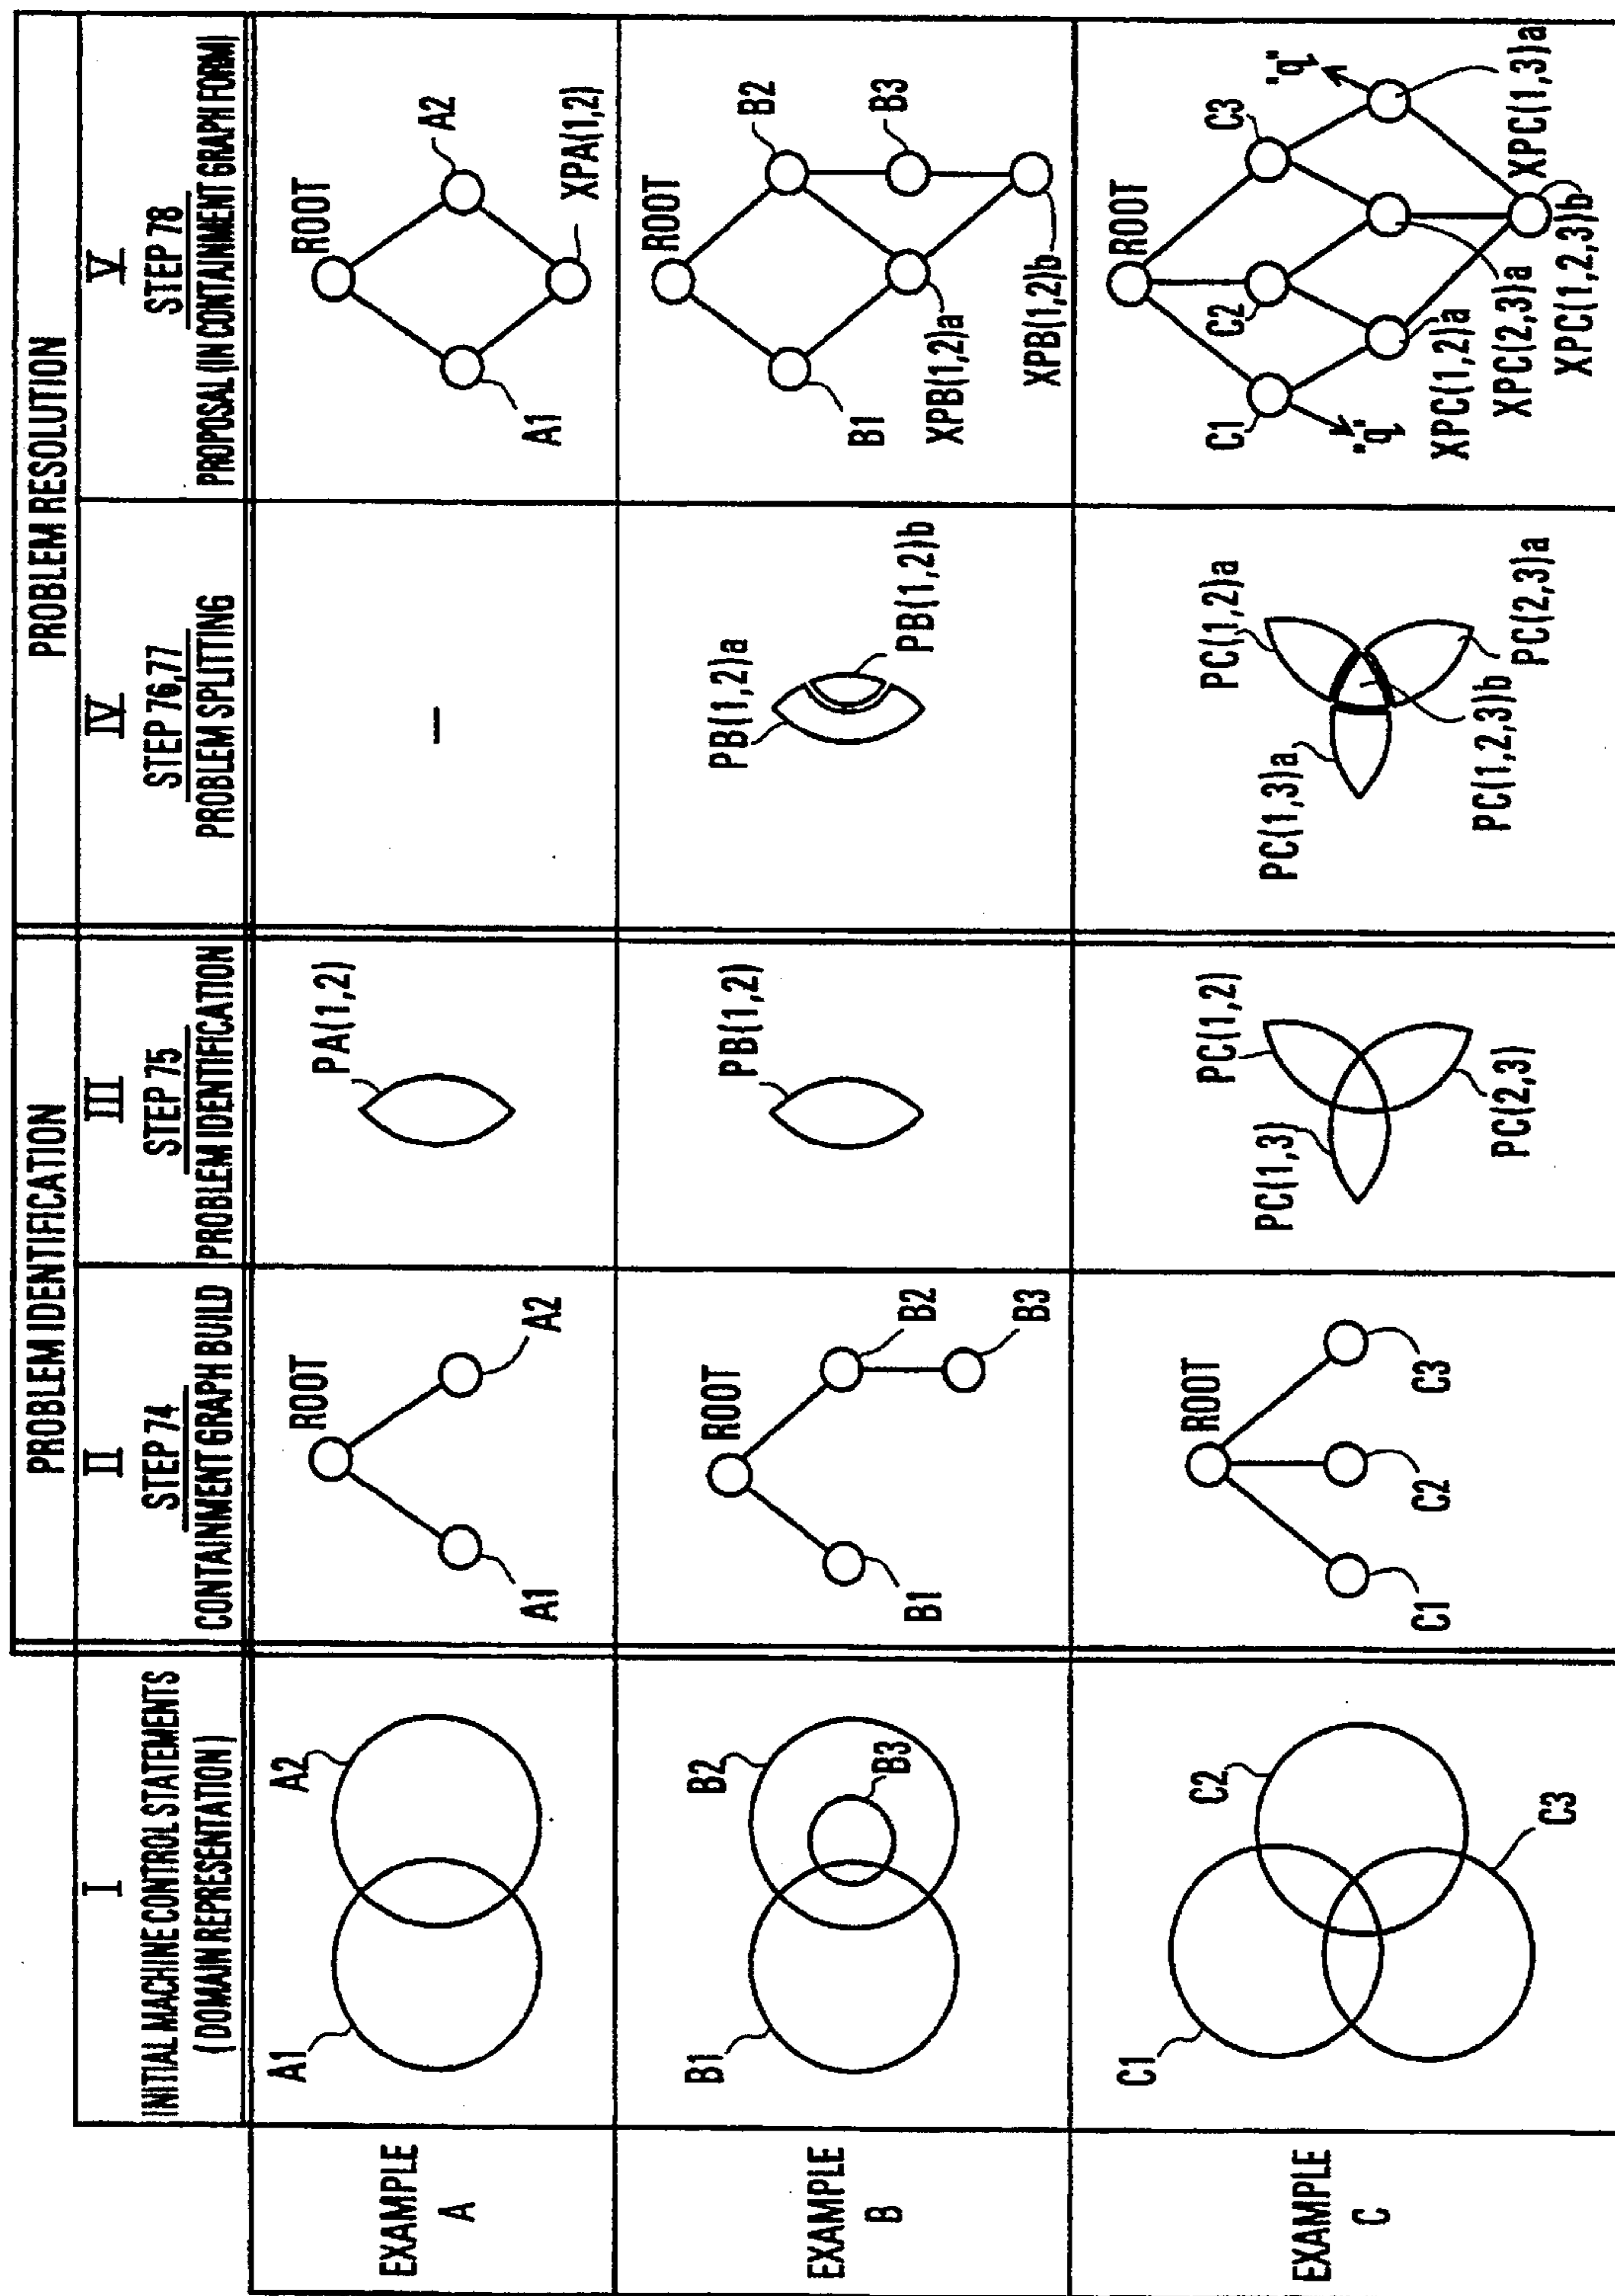 PROBLEM IDENTIFICATION
PROBLEM RESOLUTION
I
INITIAL MACHINE CONTROL STATEMENTS
(DOMAIN REPRESENTATION)
II
STEP 74
CONTAINMENT GRAPH BUILD
III
STEP 75
PROBLEM IDENTIFICATION
IV
STEP 76,77
PROBLEM SPLITTING
V
STEP 78
PROPOSAL (IN CONTAINMENT GRAPH FORM)
EXAMPLE
A
A1
A2
ROOT
A1
A2
PA(1,2)
—
ROOT
A1
A2
XPA(1,2)
EXAMPLE
B
B1
B2
B3
ROOT
B1
B2
B3
PB(1,2)
PB(1,2)a
PB(1,2)b
ROOT
B1
B2
B3
XPB(1,2)a
XPB(1,2)b
EXAMPLE
C
C1
C2
C3
ROOT
C1
C2
C3
PC(1,3)
PC(1,2)
PC(2,3)
PC(1,3)a
PC(1,2)a
PC(1,2,3)b
PC(2,3)a
ROOT
C1
C2
C3
"q"
"q"
XPC(1,2)a
XPC(2,3)a
XPC(1,2,3)b
XPC(1,3)a